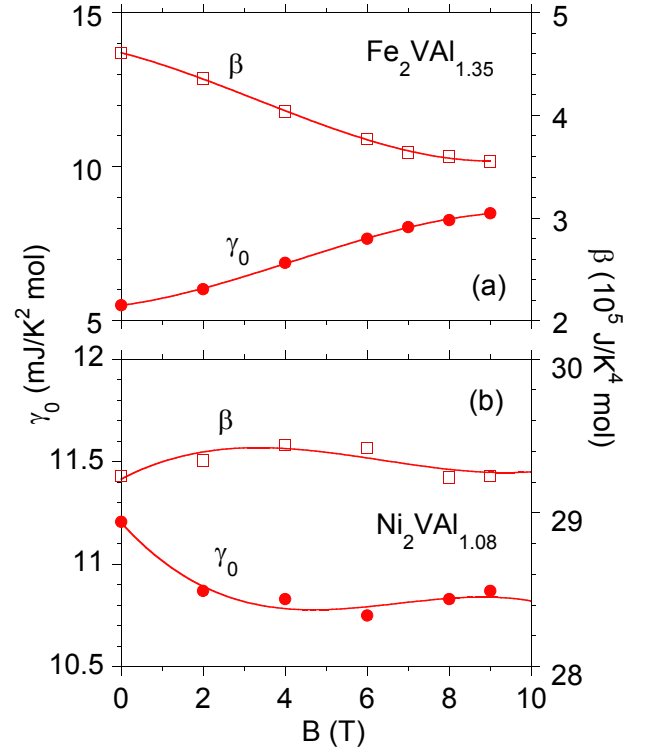 15
5
β
Fe₂VAl₁.₃₅
4
10
γ₀
3
(a)
5
2
γ₀ (mJ/K² mol)
β (10⁵ J/K⁴ mol)
12
30
β
(b)
11.5
Ni₂VAl₁.₀₈
29
11
γ₀
10.5
28
0 2 4 6 8 10
B (T)